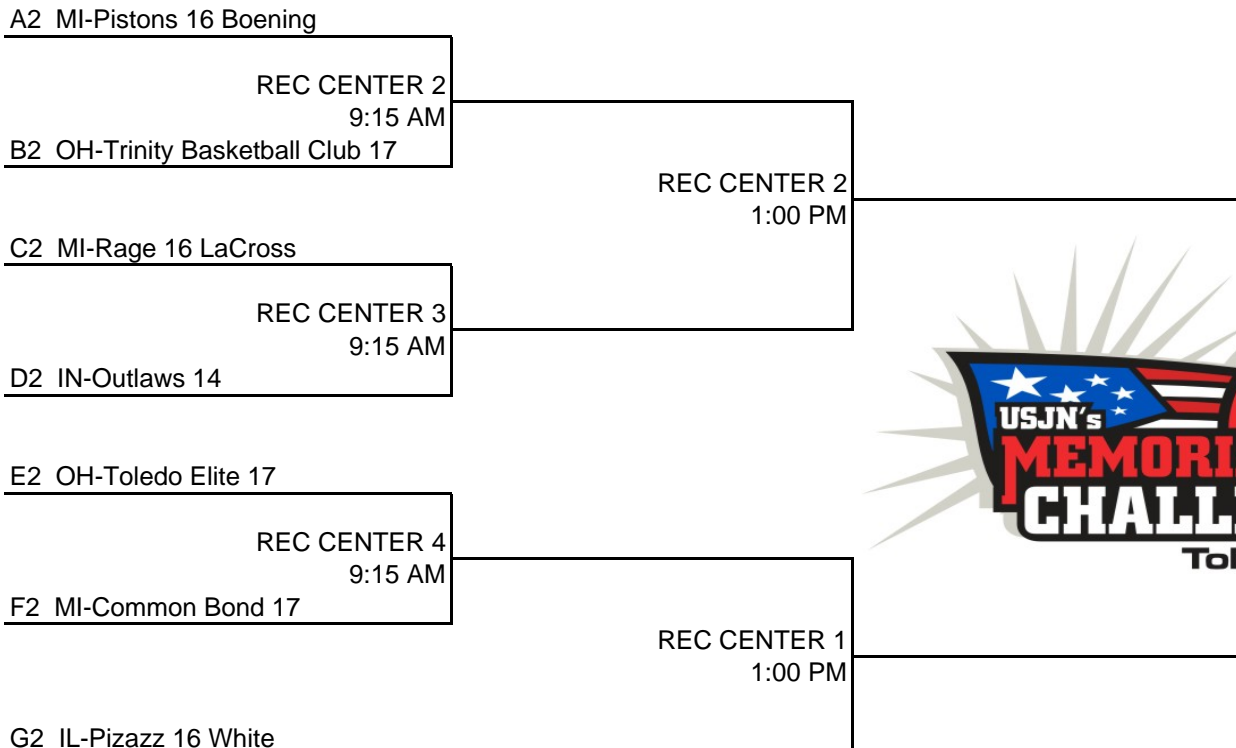 A2 MI-Pistons 16 Boening
REC CENTER 2
9:15 AM
B2 OH-Trinity Basketball Club 17
REC CENTER 2
1:00 PM
C2 MI-Rage 16 LaCross
REC CENTER 3
9:15 AM
D2 IN-Outlaws 14
USJN's
MEMORI
CHALL
Tol
E2 OH-Toledo Elite 17
REC CENTER 4
9:15 AM
F2 MI-Common Bond 17
REC CENTER 1
1:00 PM
G2 IL-Pizazz 16 White